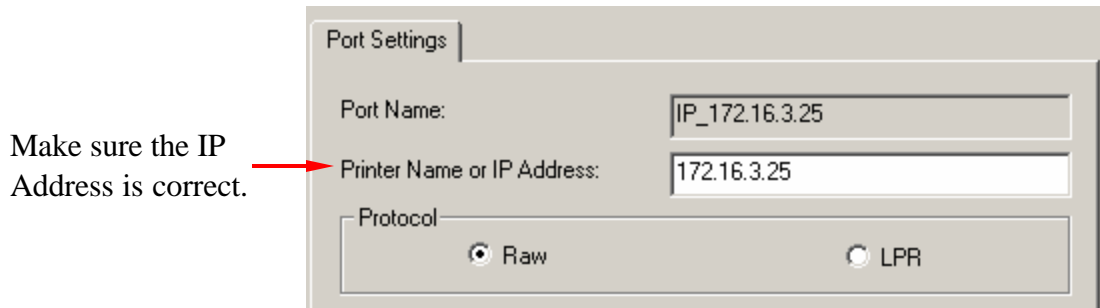 Port Settings
Port Name: IP_172.16.3.25
Make sure the IP
Address is correct.
Printer Name or IP Address: 172.16.3.25
Protocol
Raw LPR